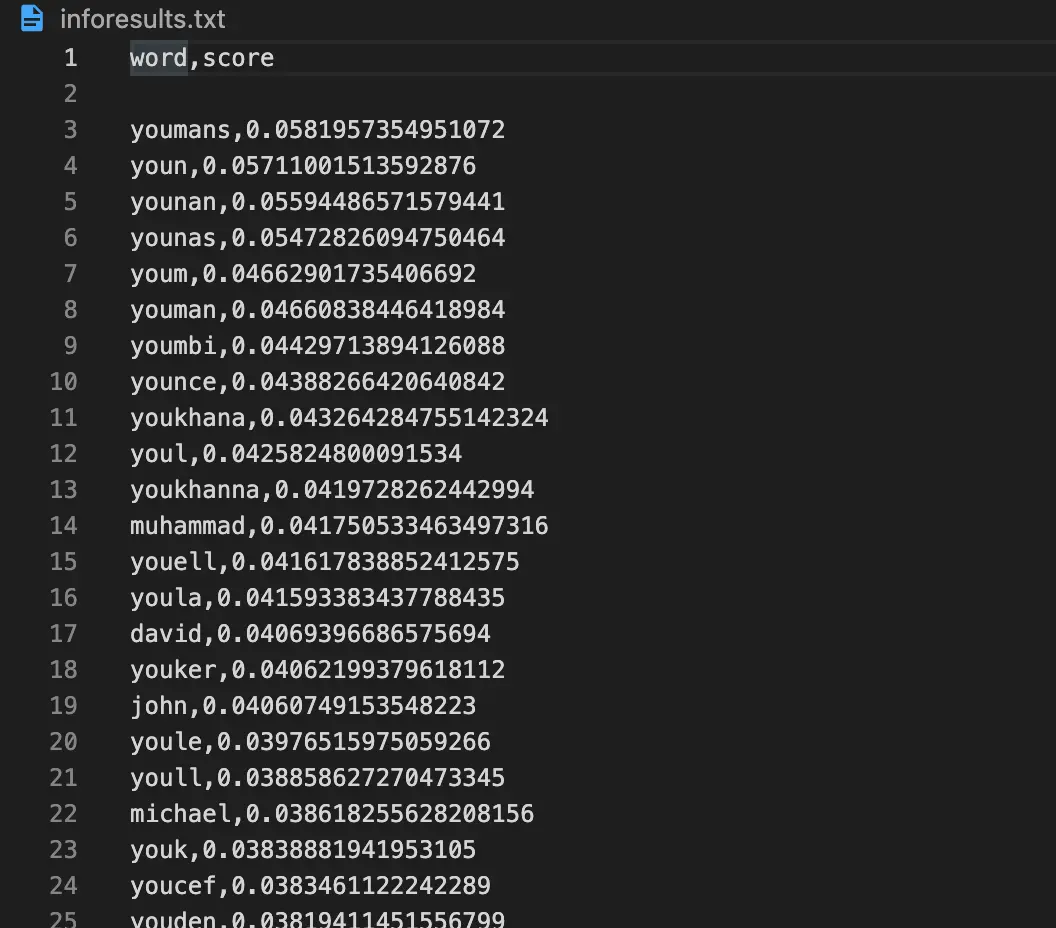 inforesults.txt
1 word,score
2
3 youmans,0.0581957354951072
4 youn,0.05711001513592876
5 younan,0.05594486571579441
6 younas,0.05472826094750464
7 youm,0.04662901735406692
8 youman,0.04660838446418984
9 youmbi,0.04429713894126088
10 younce,0.04388266420640842
11 youkhana,0.043264284755142324
12 youl,0.0425824800091534
13 youkhanna,0.0419728262442994
14 muhammad,0.041750533463497316
15 youell,0.041617838852412575
16 youla,0.041593383437788435
17 david,0.04069396686575694
18 youker,0.04062199379618112
19 john,0.04060749153548223
20 youle,0.03976515975059266
21 youll,0.038858627270473345
22 michael,0.038618255628208156
23 youk,0.03838881941953105
24 youcef,0.0383461122242289
25 youden,0.03819411451556799